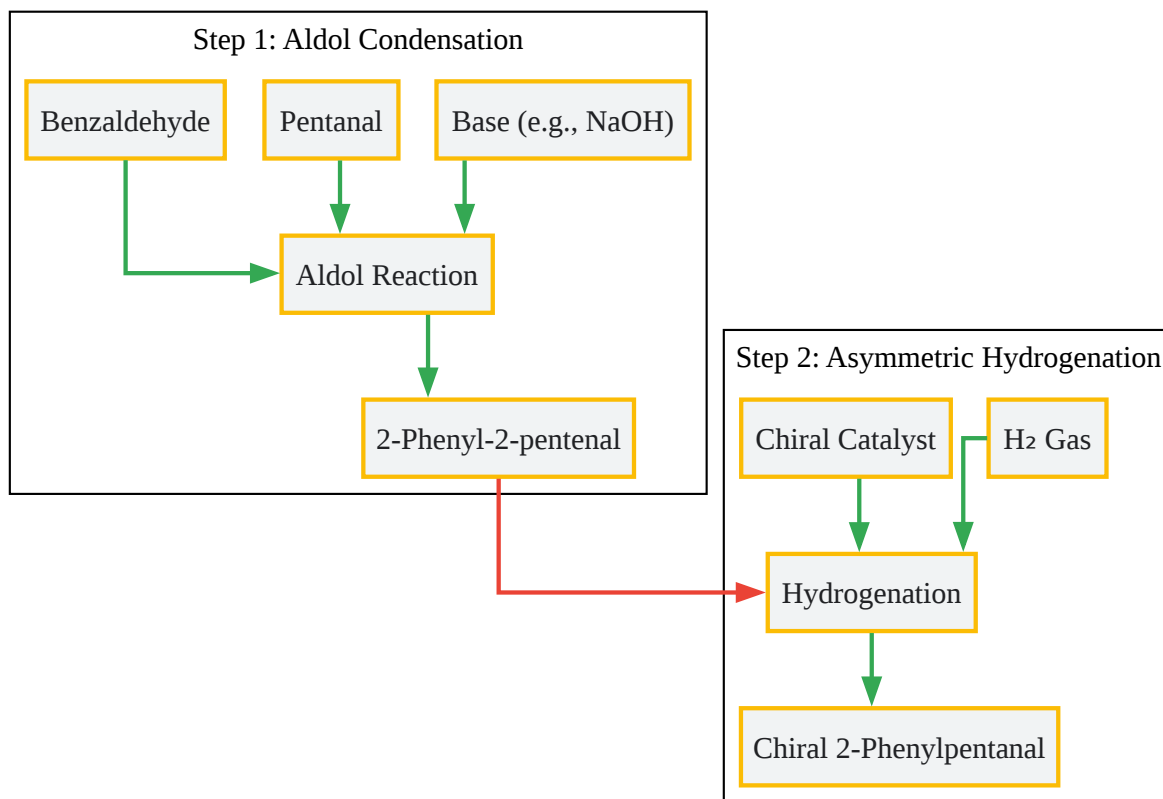 Step 1: Aldol Condensation
Benzaldehyde
Pentanal
Base (e.g., NaOH)
Aldol Reaction
2-Phenyl-2-pentenal
Step 2: Asymmetric Hydrogenation
Chiral Catalyst
H₂ Gas
Hydrogenation
Chiral 2-Phenylpentanal